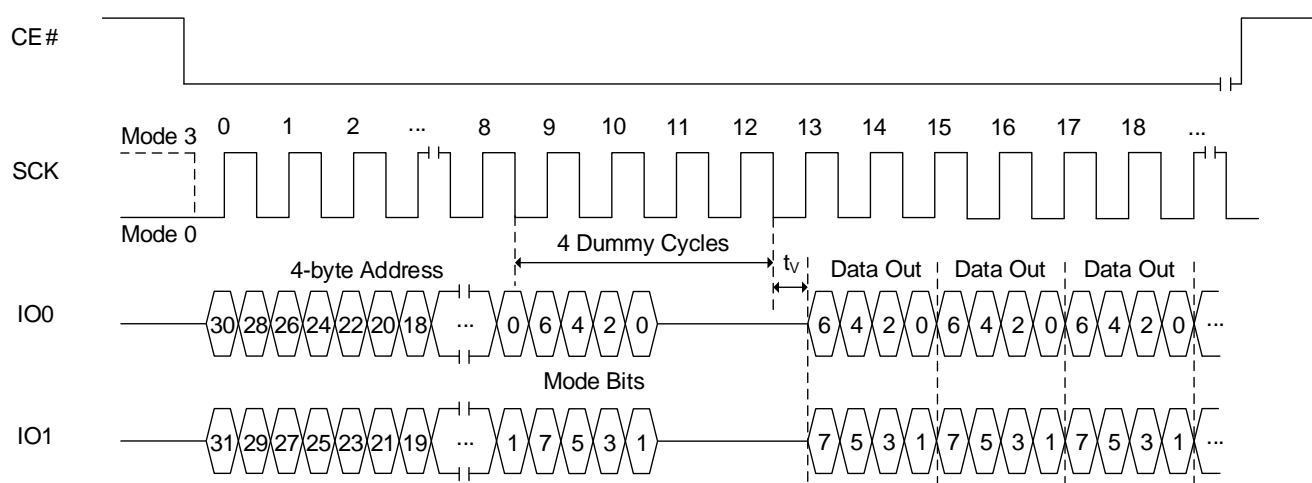 CE#
Mode 3 0 1 2 ... 8 9 10 11 12 13 14 15 16 17 18 ...
SCK
Mode 0
4 Dummy Cycles
4-byte Address tV Data Out Data Out Data Out
IO0 30 28 26 24 22 20 18 ... 0 6 4 2 0 6 4 2 0 6 4 2 0 6 4 2 0 ...
Mode Bits
IO1 31 29 27 25 23 21 19 ... 1 7 5 3 1 7 5 3 1 7 5 3 1 7 5 3 1 ...